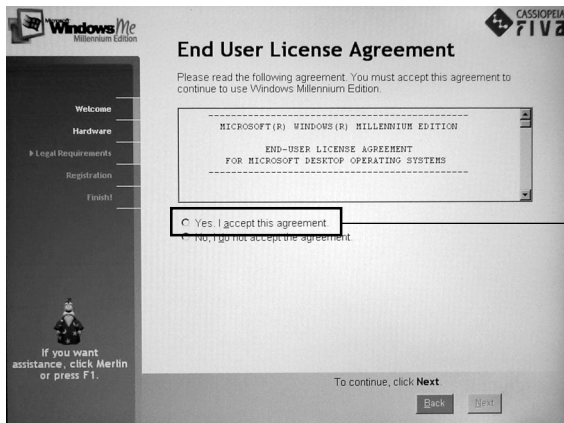 Windows Me
Millennium Edition
CASSIOPEIA
FIVA
End User License Agreement
Please read the following agreement. You must accept this agreement to
continue to use Windows Millennium Edition.
Welcome
Hardware
Legal Requirements
Registration
Finish!
MICROSOFT(R) WINDOWS(R) MILLENNIUM EDITION
END-USER LICENSE AGREEMENT
FOR MICROSOFT DESKTOP OPERATING SYSTEMS
Yes. I accept this agreement.
No, I do not accept the agreement.
If you want
assistance, click Merlin
or press F1.
To continue, click Next.
Back
Next